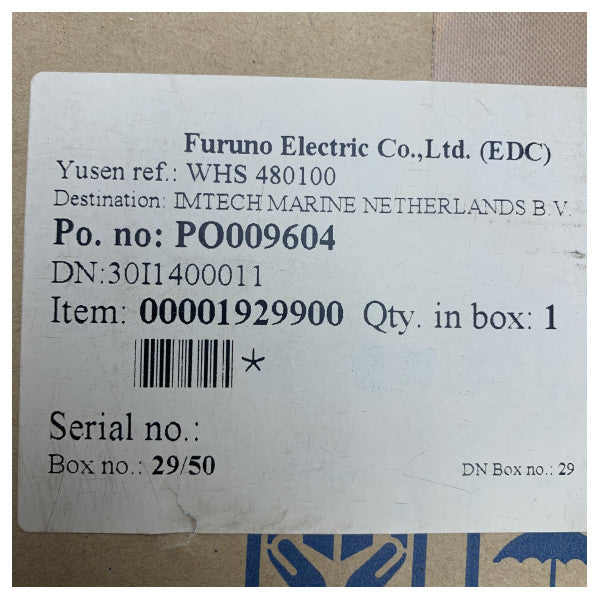 Furuno Electric Co.,Ltd. (EDC)
Yusen ref.: WHS 480100
Destination: IMTECH MARINE NETHERLANDS B.V.
Po. no: PO009604
DN:30I1400011
Item: 00001929900 Qty. in box: 1
*
Serial no.:
Box no.: 29/50 DN Box no.: 29